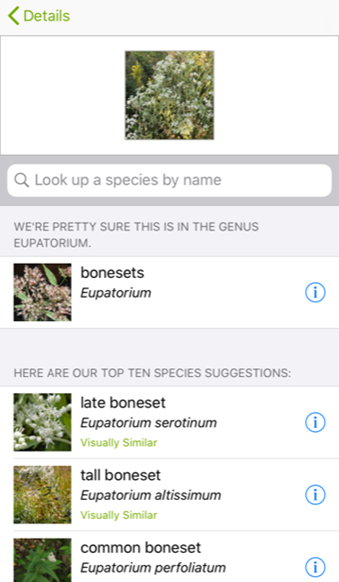 Details
Look up a species by name
WE'RE PRETTY SURE THIS IS IN THE GENUS
EUPATORIUM.
bonesets
Eupatorium
HERE ARE OUR TOP TEN SPECIES SUGGESTIONS:
late boneset
Eupatorium serotinum
Visually Similar
tall boneset
Eupatorium altissimum
Visually Similar
common boneset
Eupatorium perfoliatum